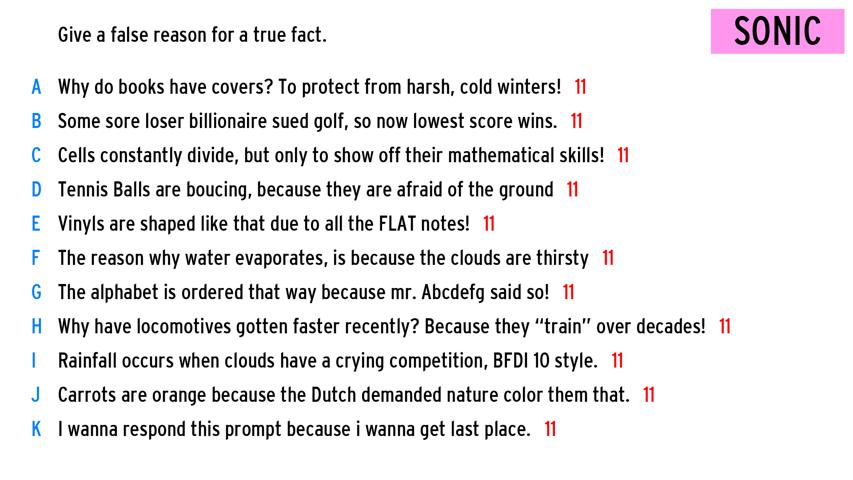 Give a false reason for a true fact.
SONIC
A Why do books have covers? To protect from harsh, cold winters! 11
B Some sore loser billionaire sued golf, so now lowest score wins. 11
C Cells constantly divide, but only to show off their mathematical skills! 11
D Tennis Balls are boucing, because they are afraid of the ground 11
E Vinyls are shaped like that due to all the FLAT notes! 11
F The reason why water evaporates, is because the clouds are thirsty 11
G The alphabet is ordered that way because mr. Abcdefg said so! 11
H Why have locomotives gotten faster recently? Because they “train” over decades! 11
I Rainfall occurs when clouds have a crying competition, BFDI 10 style. 11
J Carrots are orange because the Dutch demanded nature color them that. 11
K I wanna respond this prompt because i wanna get last place. 11